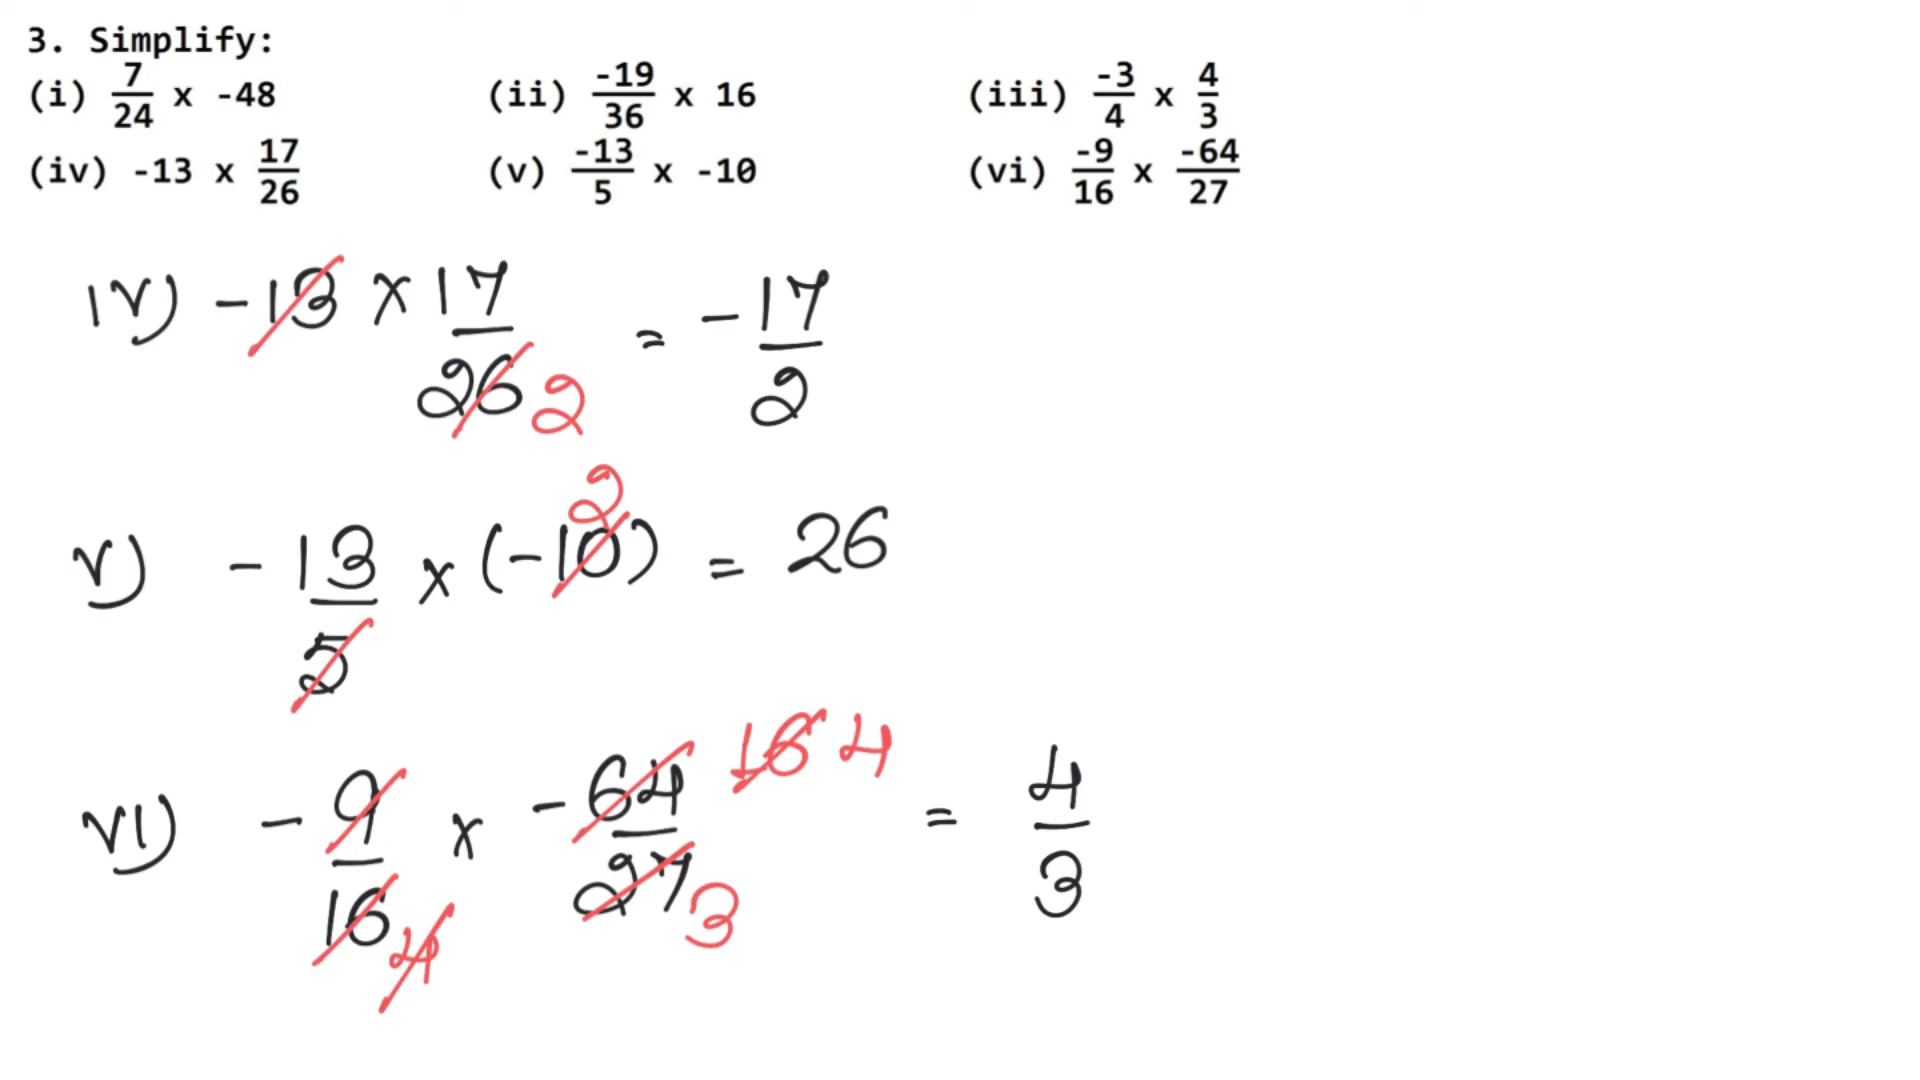 3. Simplify:
(i) 7/24 x -48 (ii) -19/36 x 16 (iii) -3/4 x 4/3
(iv) -13 x 17/26 (v) -13/5 x -10 (vi) -9/16 x -64/27
iv) -13 x 17/26 2 = -17/2
2
v) -13/5 x (-10) = 26
16 4
vi) -9/16 4 x -64/27 3 = 4/3